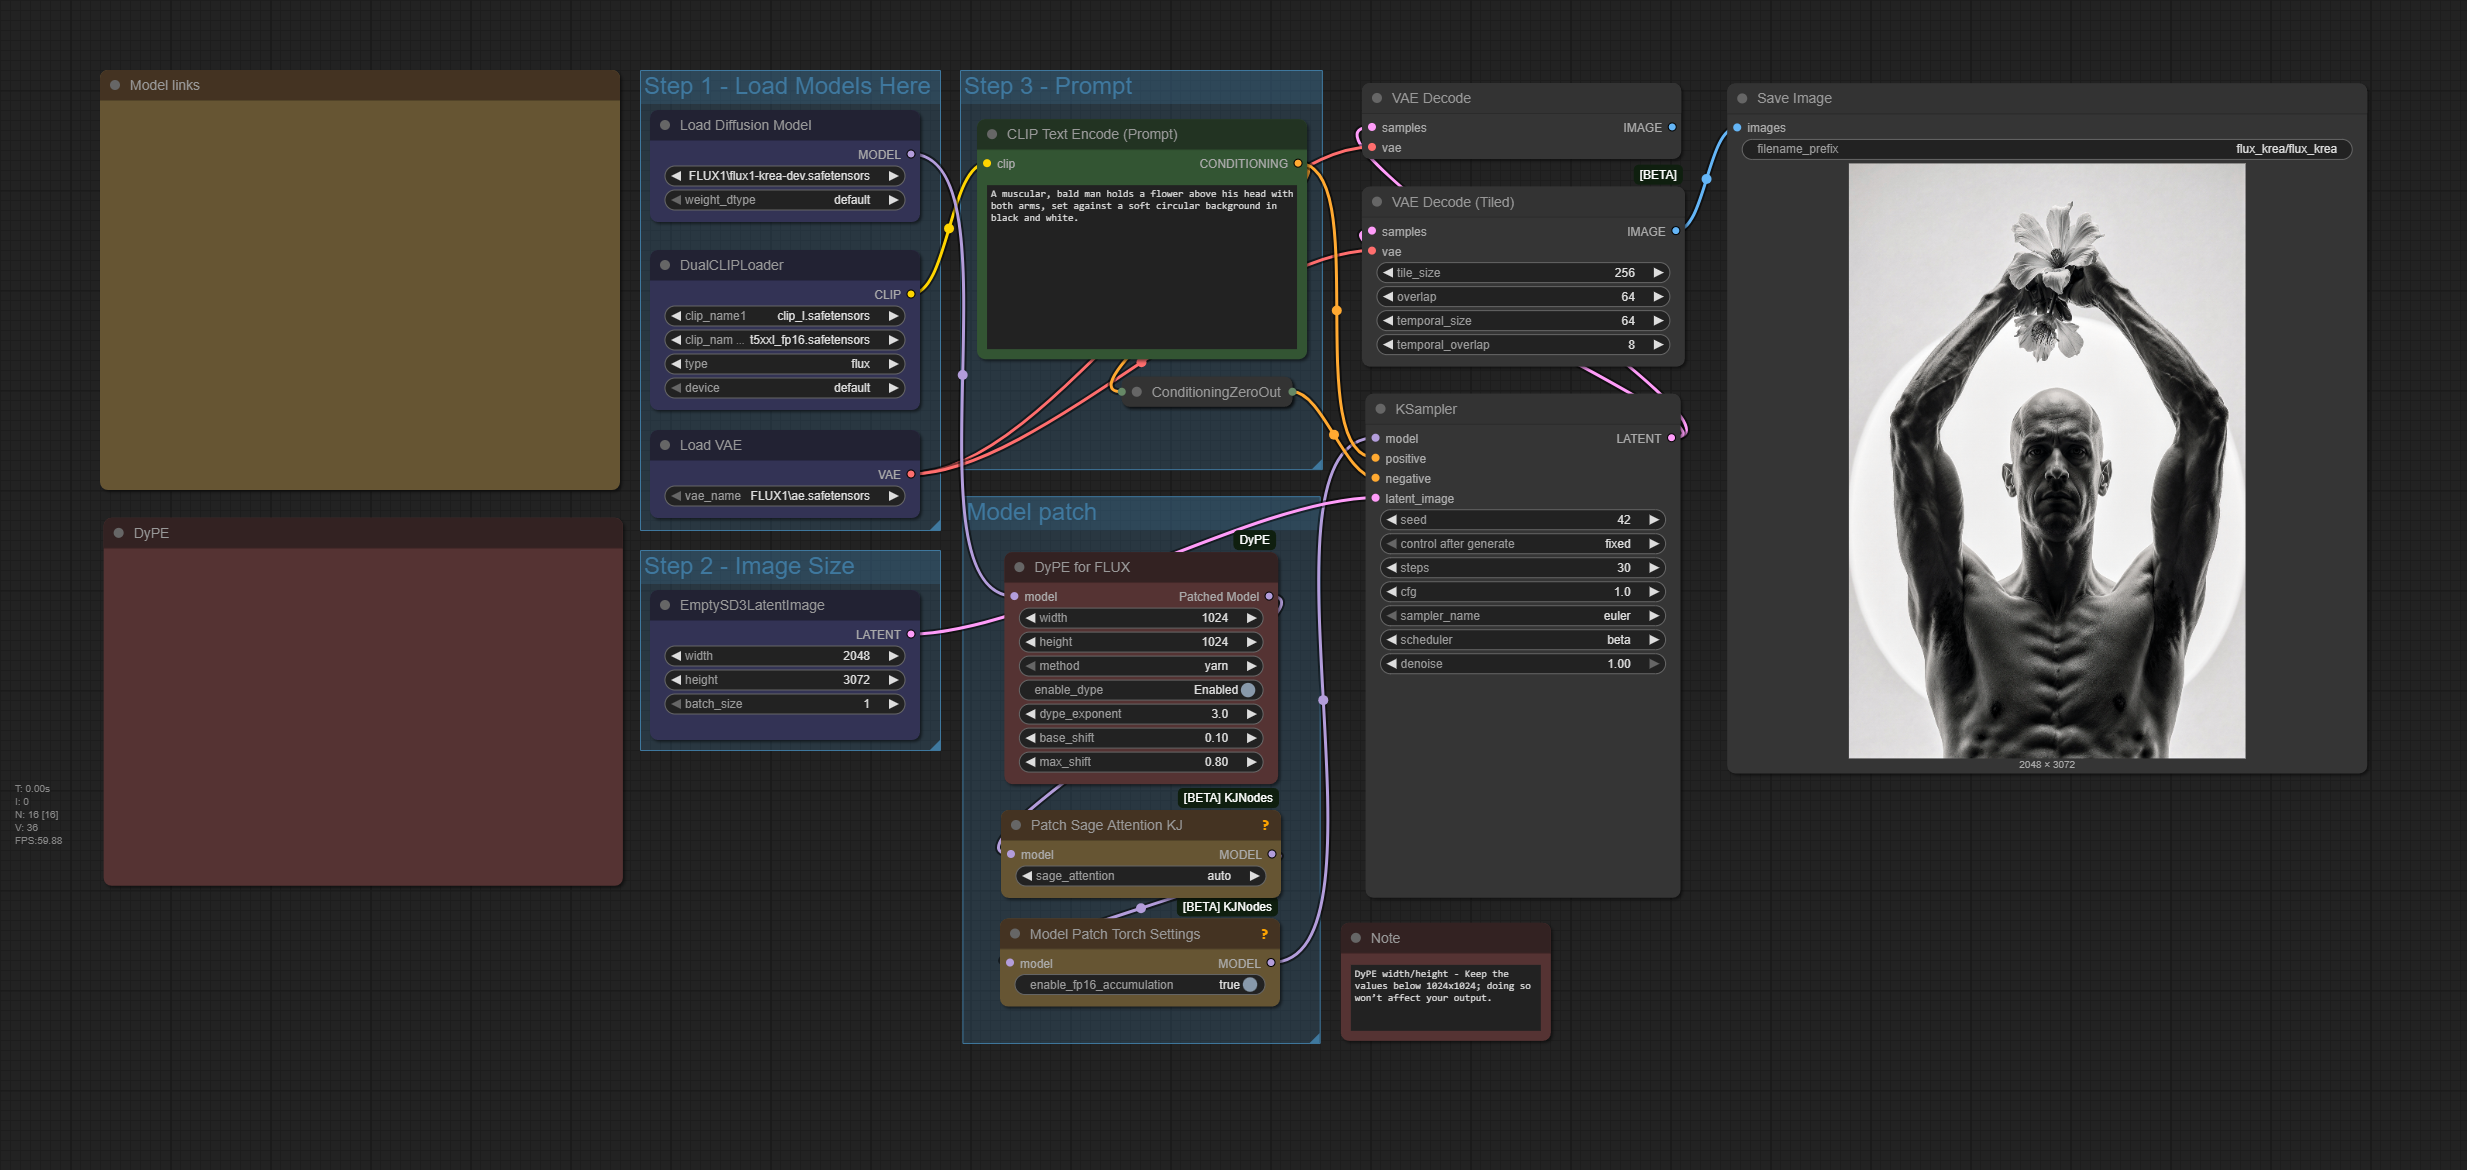 Model links
DyPE
T: 0.00s
I: 0
N: 16 [16]
V: 36
FPS:59.88
Step 1 - Load Models Here
Load Diffusion Model
MODEL
FLUX1\flux1-krea-dev.safetensors
weight_dtype default
DualCLIPLoader
CLIP
clip_name1 clip_l.safetensors
clip_nam ... t5xxl_fp16.safetensors
type flux
device default
Load VAE
VAE
vae_name FLUX1\ae.safetensors
Step 2 - Image Size
EmptySD3LatentImage
LATENT
width 2048
height 3072
batch_size 1
Step 3 - Prompt
CLIP Text Encode (Prompt)
clip CONDITIONING
A muscular, bald man holds a flower above his head with
both arms, set against a soft circular background in
black and white.
ConditioningZeroOut
Model patch
DyPE
DyPE for FLUX
model Patched Model
width 1024
height 1024
method yarn
enable_dype Enabled
dype_exponent 3.0
base_shift 0.10
max_shift 0.80
[BETA] KJNodes
Patch Sage Attention KJ ?
model MODEL
sage_attention auto
[BETA] KJNodes
Model Patch Torch Settings ?
model MODEL
enable_fp16_accumulation true
VAE Decode
samples IMAGE
vae
[BETA]
VAE Decode (Tiled)
samples IMAGE
vae
tile_size 256
overlap 64
temporal_size 64
temporal_overlap 8
KSampler
model LATENT
positive
negative
latent_image
seed 42
control after generate fixed
steps 30
cfg 1.0
sampler_name euler
scheduler beta
denoise 1.00
Note
DyPE width/height - Keep the
values below 1024x1024; doing so
won't affect your output.
Save Image
images
filename_prefix flux_krea/flux_krea
2048 × 3072